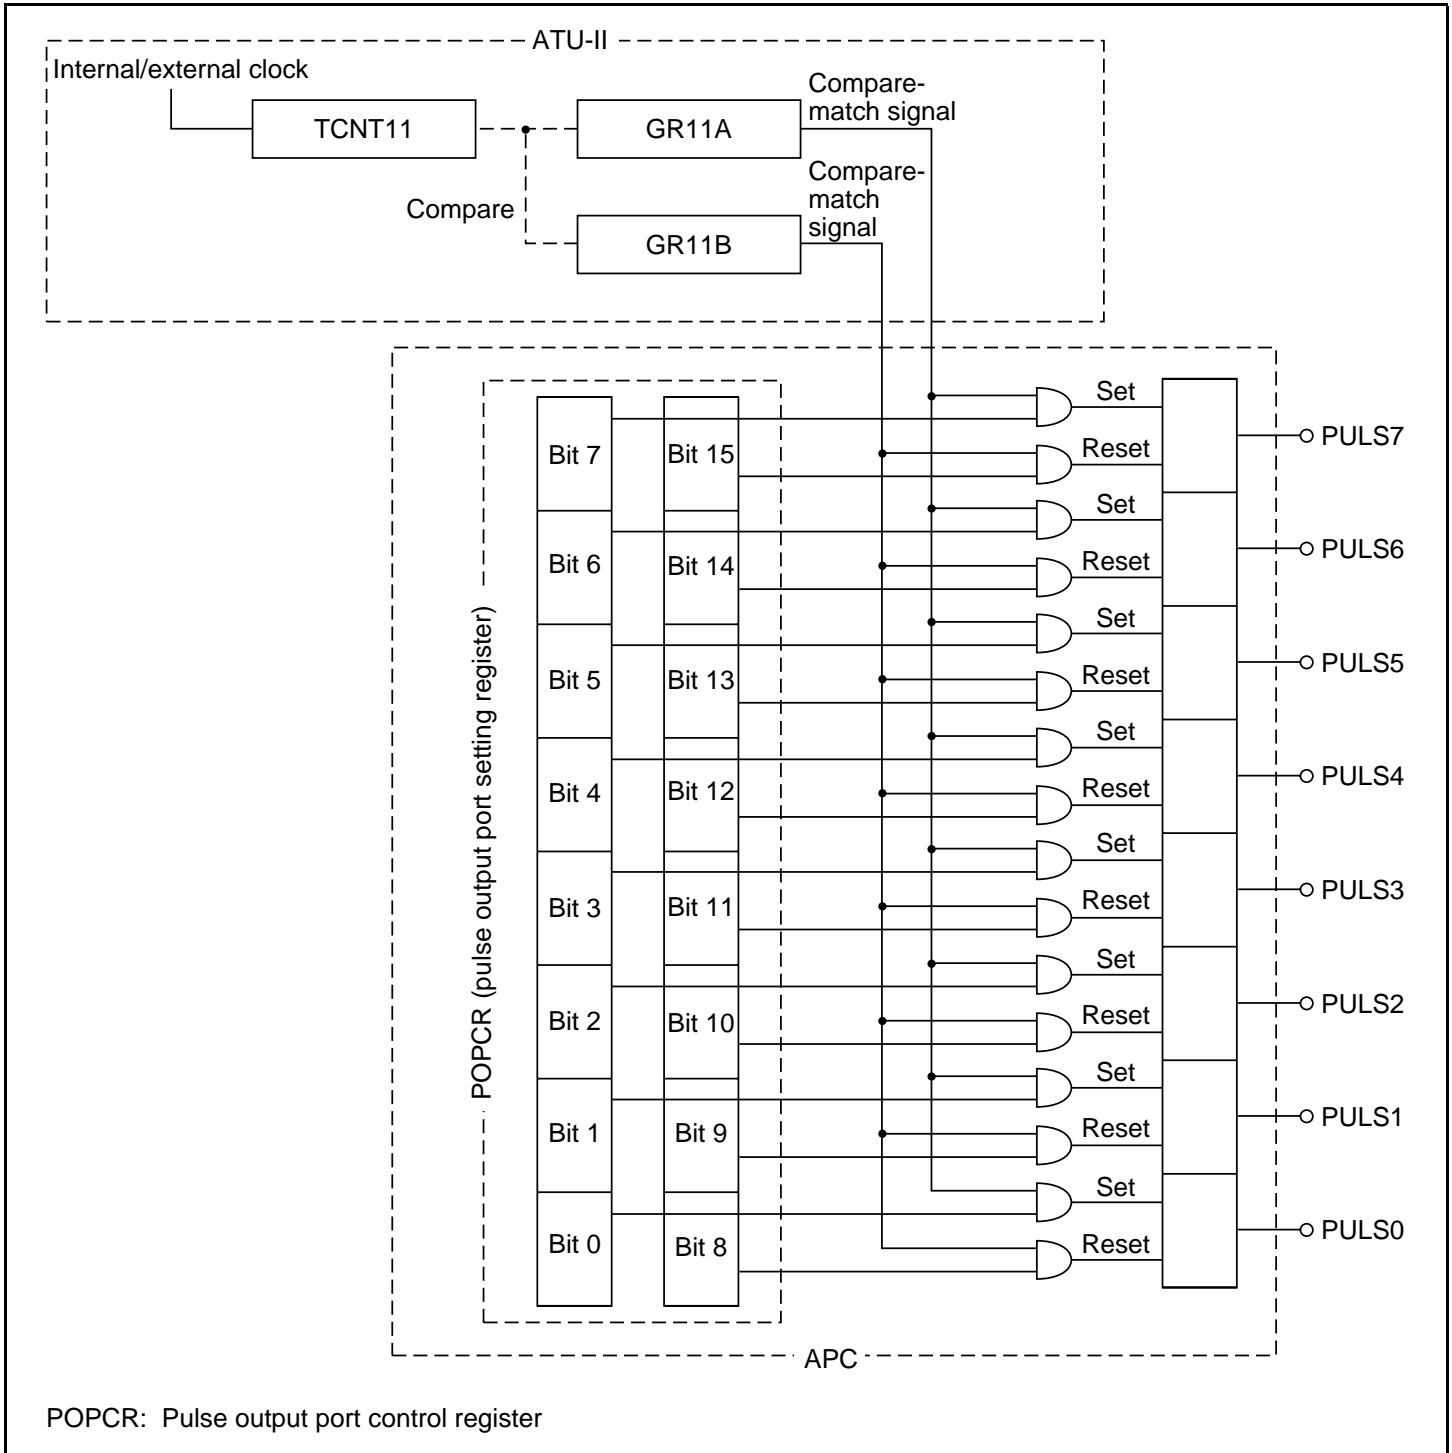 ATU-II
Internal/external clock
TCNT11
GR11A
Compare-
match signal
Compare
GR11B
Compare-
match
signal
POPCR (pulse output port setting register)
Bit 7
Bit 15
Set
Reset
PULS7
Bit 6
Bit 14
Set
Reset
PULS6
Bit 5
Bit 13
Set
Reset
PULS5
Bit 4
Bit 12
Set
Reset
PULS4
Bit 3
Bit 11
Set
Reset
PULS3
Bit 2
Bit 10
Set
Reset
PULS2
Bit 1
Bit 9
Set
Reset
PULS1
Bit 0
Bit 8
Set
Reset
PULS0
APC
POPCR: Pulse output port control register